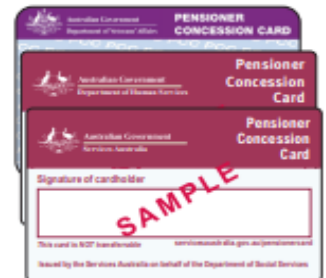 Australian Government
Department of Veterans' Affairs
PENSIONER
CONCESSION CARD
Australian Government
Department of Human Services
Pensioner
Concession
Card
Australian Government
Services Australia
Pensioner
Concession
Card
Signature of cardholder
SAMPLE
This card is NOT transferable
servicesaustralia.gov.au/pensionercard
Issued by the Services Australia on behalf of the Department of Social Services